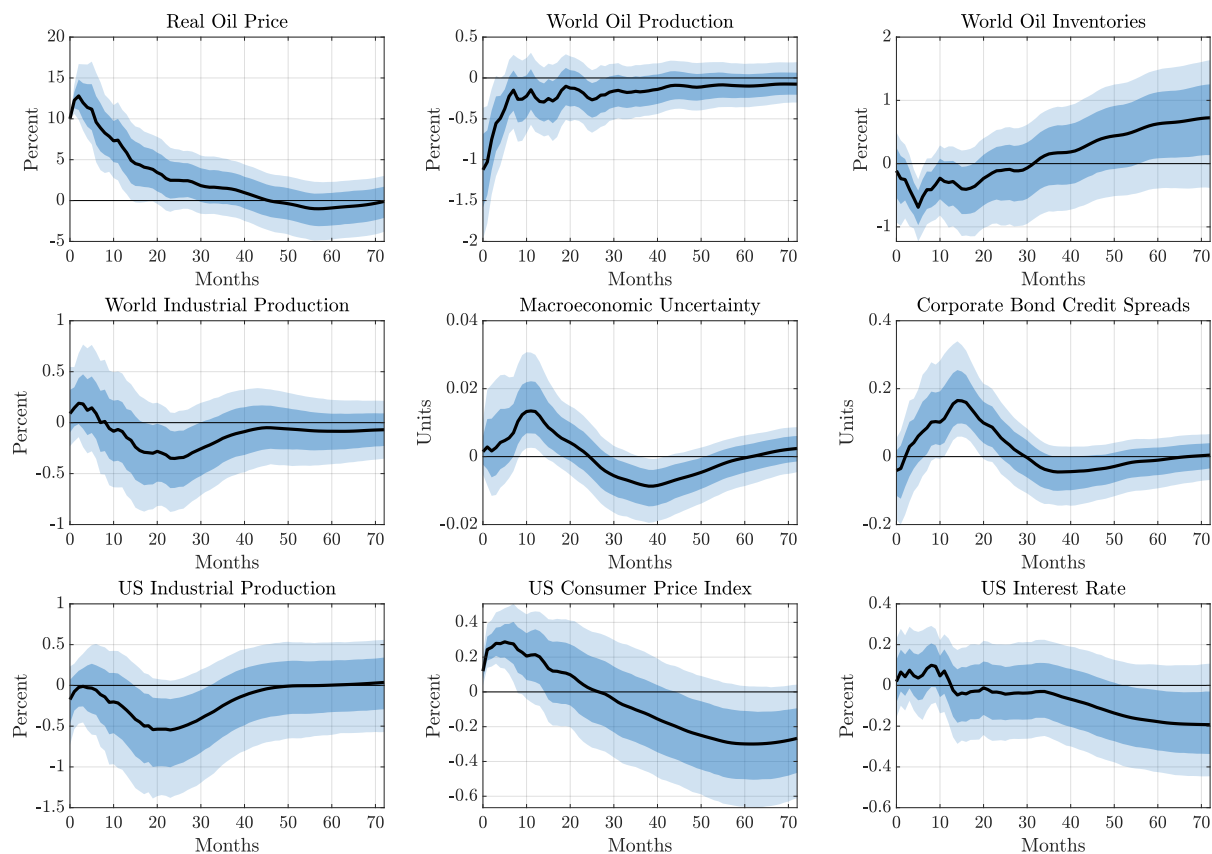 Real Oil Price
World Oil Production
World Oil Inventories
20
15
10
5
0
-5
Percent
0 10 20 30 40 50 60 70
Months
0.5
0
-0.5
-1
-1.5
-2
Percent
0 10 20 30 40 50 60 70
Months
2
1
0
-1
Percent
0 10 20 30 40 50 60 70
Months
World Industrial Production
Macroeconomic Uncertainty
Corporate Bond Credit Spreads
1
0.5
0
-0.5
-1
Percent
0 10 20 30 40 50 60 70
Months
0.04
0.02
0
-0.02
Units
0 10 20 30 40 50 60 70
Months
0.4
0.2
0
-0.2
Units
0 10 20 30 40 50 60 70
Months
US Industrial Production
US Consumer Price Index
US Interest Rate
1
0.5
0
-0.5
-1
-1.5
Percent
0 10 20 30 40 50 60 70
Months
0.4
0.2
0
-0.2
-0.4
-0.6
Percent
0 10 20 30 40 50 60 70
Months
0.4
0.2
0
-0.2
-0.4
-0.6
Percent
0 10 20 30 40 50 60 70
Months